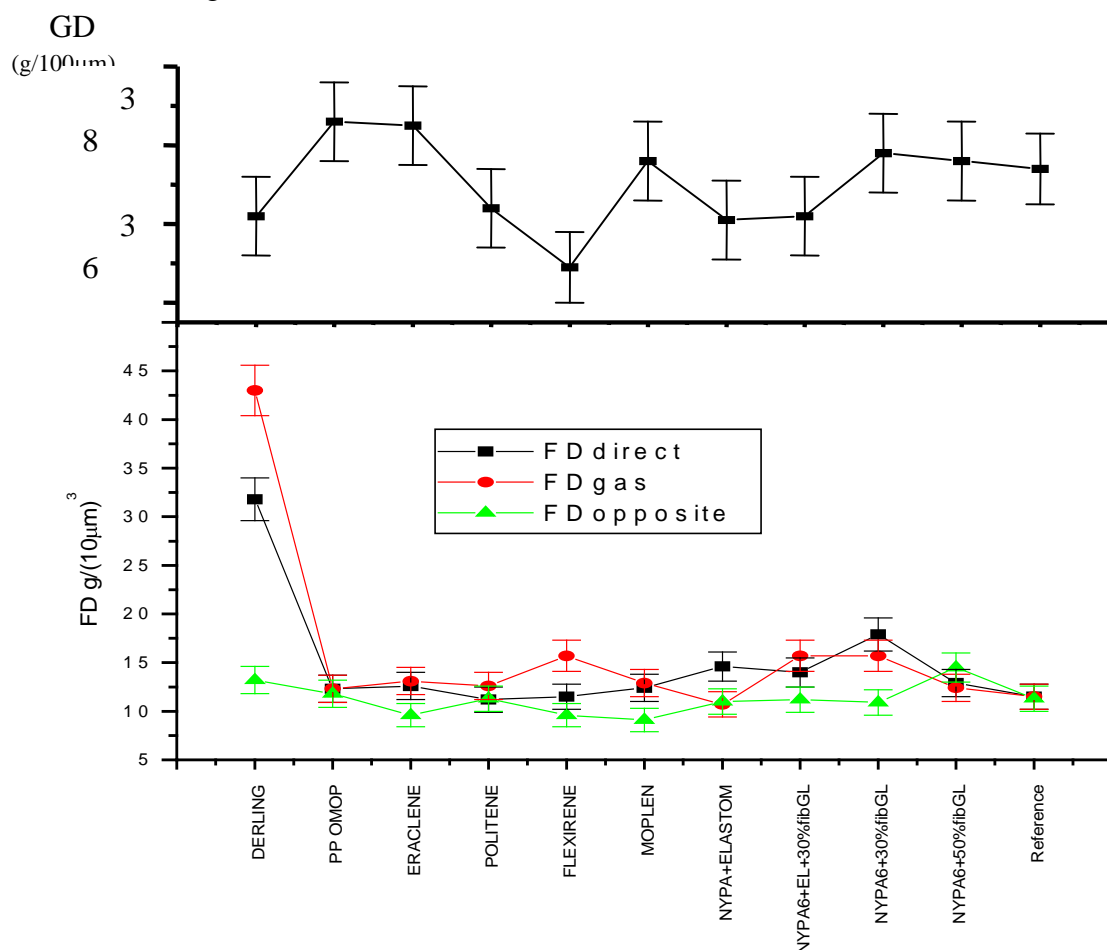 GD
(g/100μm)
3
8
3
6
45
40
35
30
25
20
15
10
5
FD g/(10μm)³
FD direct
FD gas
FD opposite
DERLING
PP OMOP
ERACLENE
POLITENE
FLEXIRENE
MOPLEN
NYPA+ELASTOM
NYPA6+EL+30%fibGL
NYPA6+30%fibGL
NYPA6+50%fibGL
Reference